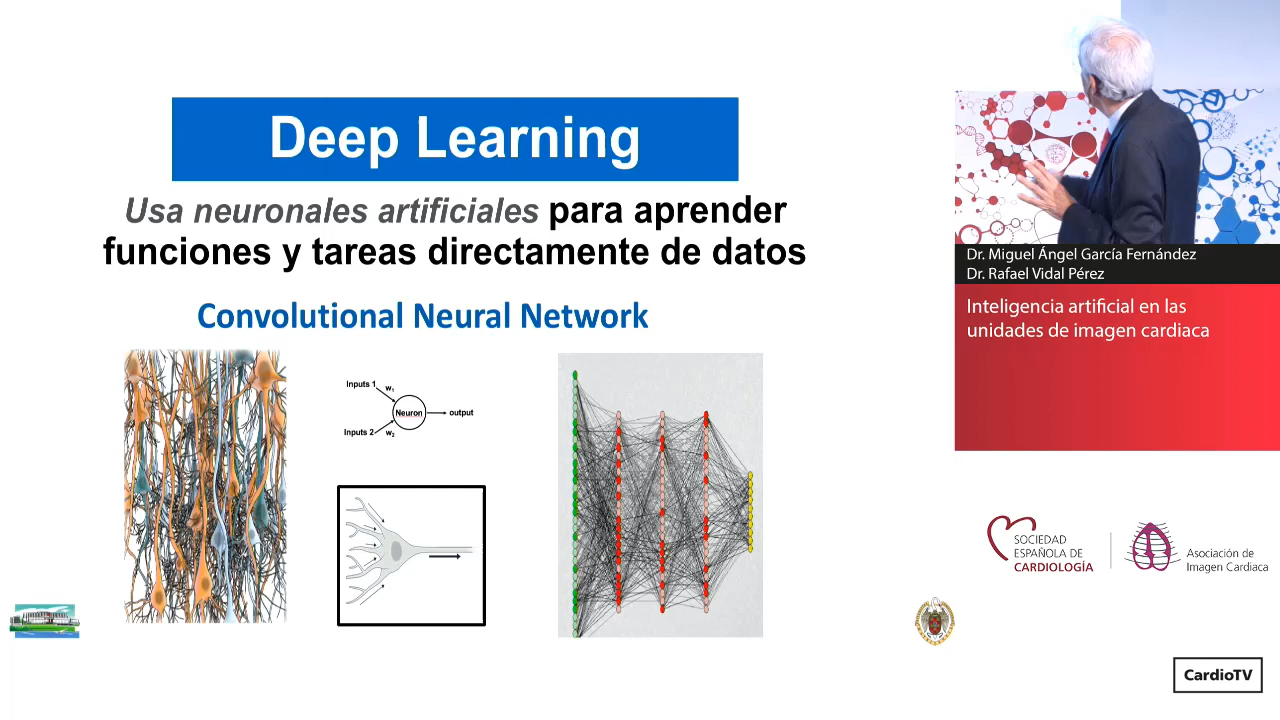 Deep Learning
Usa neuronales artificiales para aprender
funciones y tareas directamente de datos
Convolutional Neural Network
Inputs 1
w1
Neuron
output
Inputs 2
w2
Dr. Miguel Ángel García Fernández
Dr. Rafael Vidal Pérez
Inteligencia artificial en las
unidades de imagen cardiaca
SOCIEDAD
ESPAÑOLA DE
CARDIOLOGÍA
Asociación de
Imagen Cardiaca
CardioTV